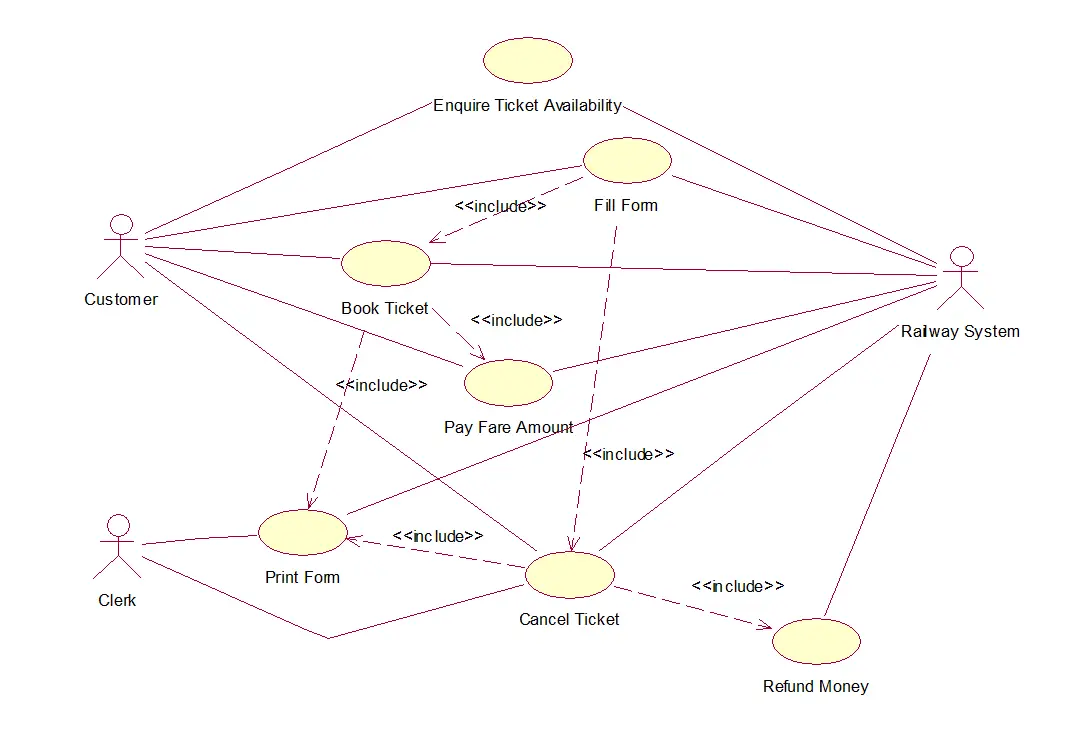 Enquire Ticket Availability
<<include>>
Fill Form
Customer
Book Ticket
<<include>>
Railway System
<<include>>
Pay Fare Amount
<<include>>
<<include>>
Print Form
<<include>>
Clerk
Cancel Ticket
Refund Money